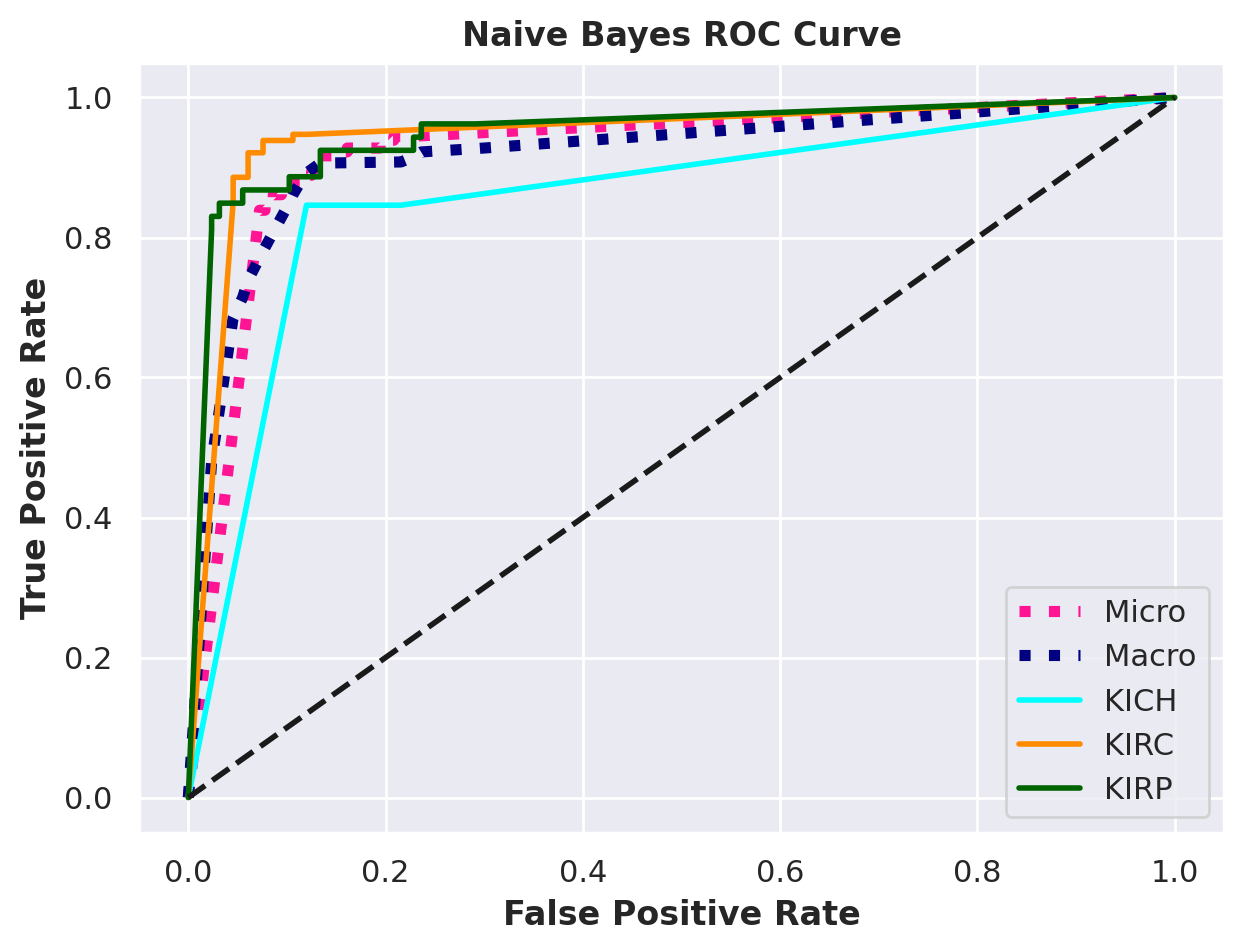 Naive Bayes ROC Curve
True Positive Rate
1.0
0.8
0.6
0.4
0.2
0.0
Micro
Macro
KICH
KIRC
KIRP
0.0 0.2 0.4 0.6 0.8 1.0
False Positive Rate